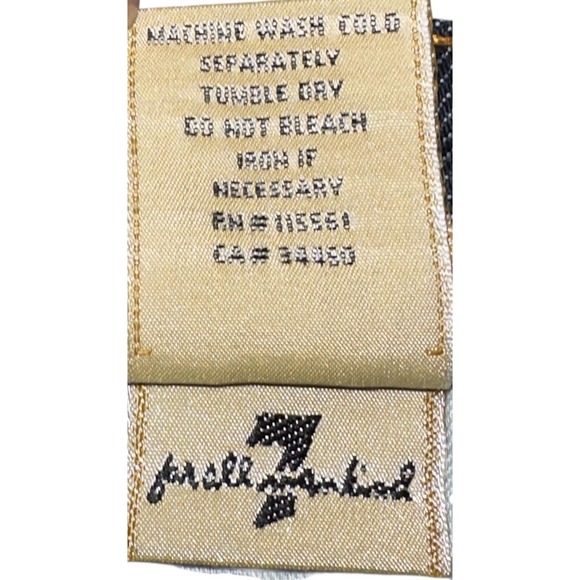 MACHINE WASH COLD
SEPARATELY
TUMBLE DRY
DO NOT BLEACH
IRON IF
NECESSARY
RN#115561
CA# 34490
7
for all mankind